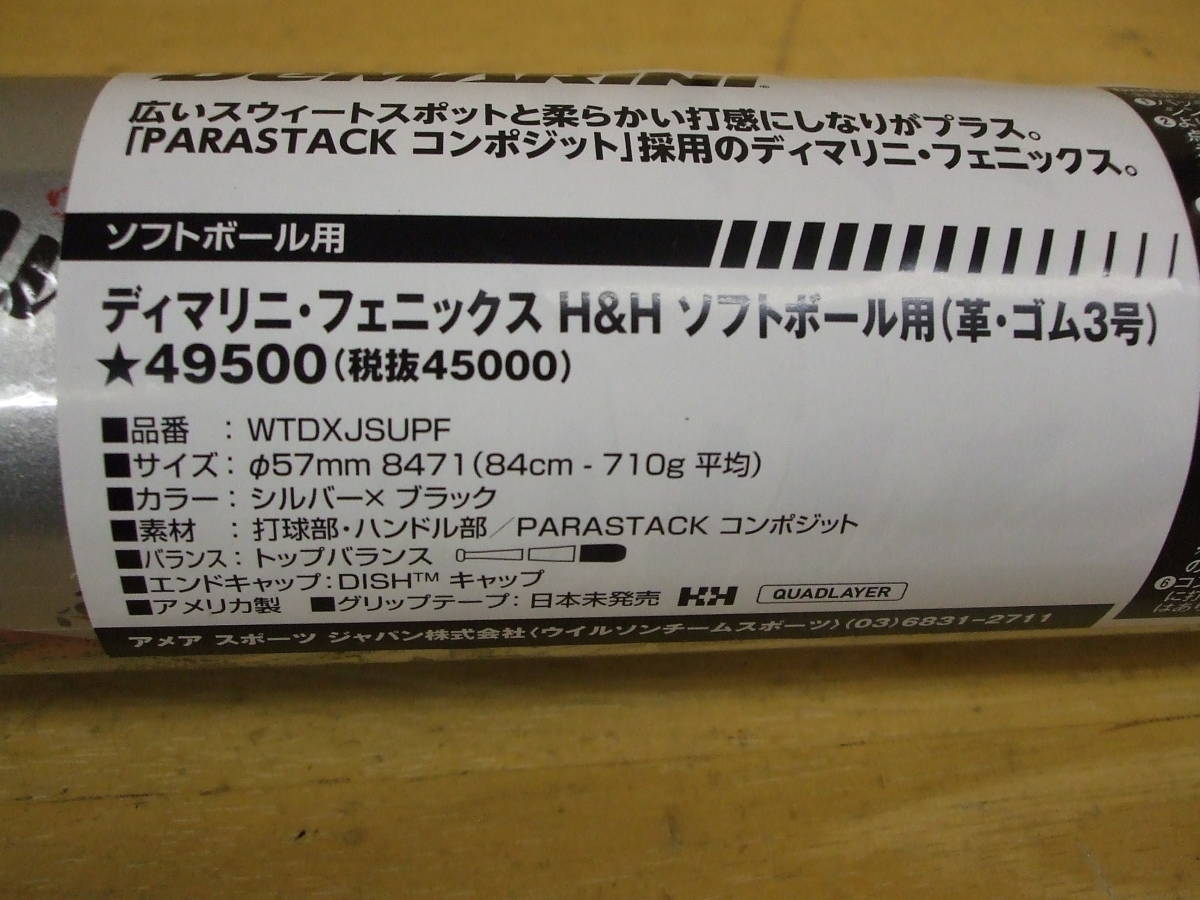 DeMARINI
広いスウィートスポットと柔らかい打感にしなりがプラス。
「PARASTACK コンポジット」採用のディマリニ・フェニックス。
ソフトボール用
ディマリニ・フェニックス H&H ソフトボール用(革・ゴム3号)
★49500(税抜45000)
■品番 : WTDXJSUPF
■サイズ: φ57mm 8471(84cm - 710g 平均)
■カラー: シルバー× ブラック
■素材 : 打球部・ハンドル部/PARASTACK コンポジット
■バランス: トップバランス
■エンドキャップ: DISH™ キャップ
■アメリカ製 ■グリップテープ: 日本未発売 H&H QUADLAYER
アメア スポーツ ジャパン株式会社〈ウイルソンチームスポーツ〉(03)6831-2711